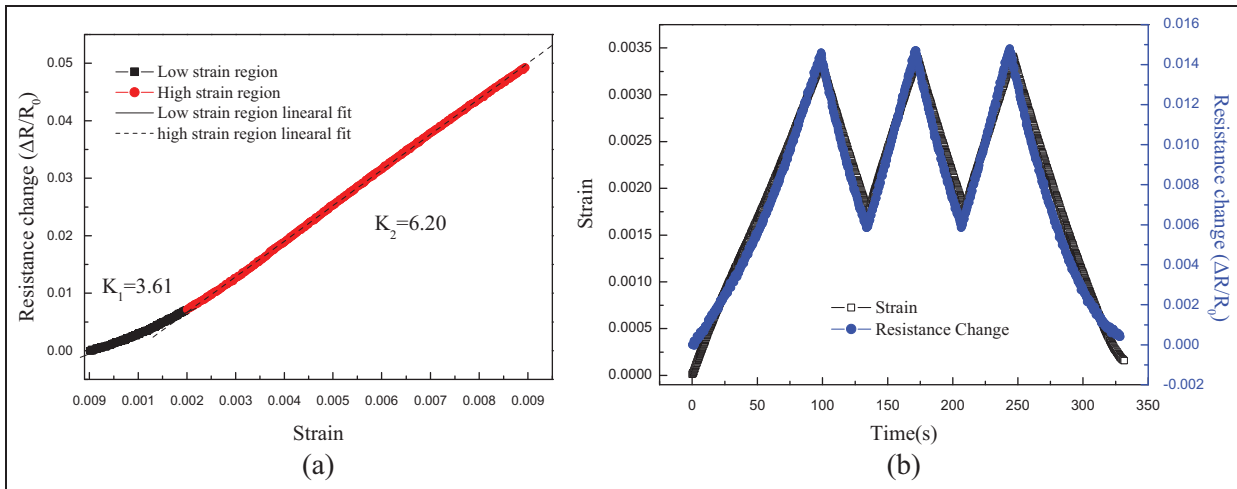 0.05
0.04
0.03
0.02
0.01
0.00
Resistance change (ΔR/R₀)
Low strain region
High strain region
Low strain region linearal fit
high strain region linearal fit
K₁=3.61
K₂=6.20
0.009 0.001 0.002 0.003 0.004 0.005 0.006 0.007 0.008 0.009
Strain
(a)
0.0035
0.0030
0.0025
0.0020
0.0015
0.0010
0.0005
0.0000
Strain
Strain
Resistance Change
0 50 100 150 200 250 300 350
Time(s)
0.016
0.014
0.012
0.010
0.008
0.006
0.004
0.002
0.000
-0.002
Resistance change (ΔR/R₀)
(b)